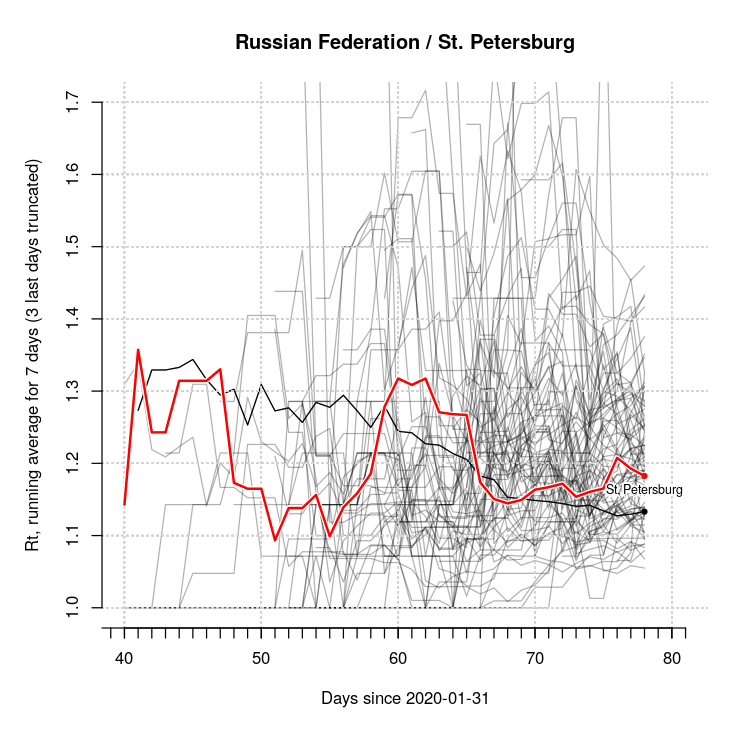 Russian Federation / St. Petersburg
Rt, running average for 7 days (3 last days truncated)
1.7
1.6
1.5
1.4
1.3
1.2
1.1
1.0
St. Petersburg
40 50 60 70 80
Days since 2020-01-31